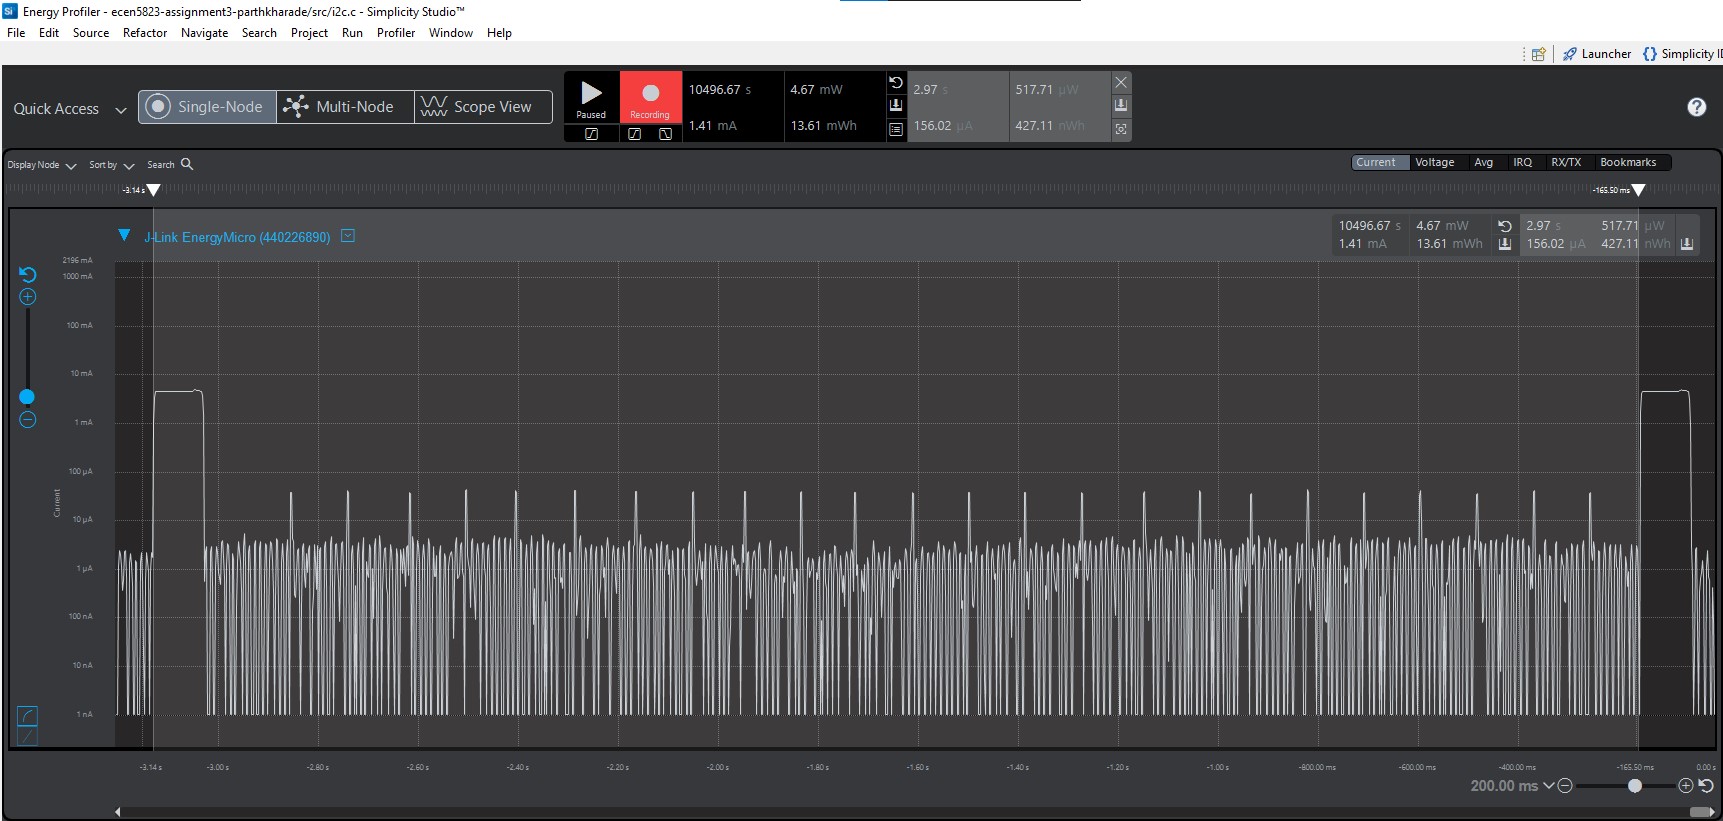 Si Energy Profiler - ecen5823-assignment3-parthkharade/src/i2c.c - Simplicity Studio™
File Edit Source Refactor Navigate Search Project Run Profiler Window Help
Launcher {} Simplicity
Quick Access Single-Node Multi-Node Scope View
Paused Recording
10496.67 s 4.67 mW 2.97 s 517.71 µW
1.41 mA 13.61 mWh 156.02 µA 427.11 nWh
?
Display Node Sort by Search
Current Voltage Avg IRQ RX/TX Bookmarks
-3.14 s -165.50 ms
J-Link EnergyMicro (440226890)
10496.67 s 4.67 mW 2.97 s 517.71 µW
1.41 mA 13.61 mWh 156.02 µA 427.11 nWh
2196 mA
1000 mA
100 mA
10 mA
1 mA
100 µA
Current
10 µA
1 µA
100 nA
10 nA
1 nA
-3.14 s -3.00 s -2.80 s -2.60 s -2.40 s -2.20 s -2.00 s -1.80 s -1.60 s -1.40 s -1.20 s -1.00 s -800.00 ms -600.00 ms -400.00 ms -165.50 ms 0.00 s
200.00 ms